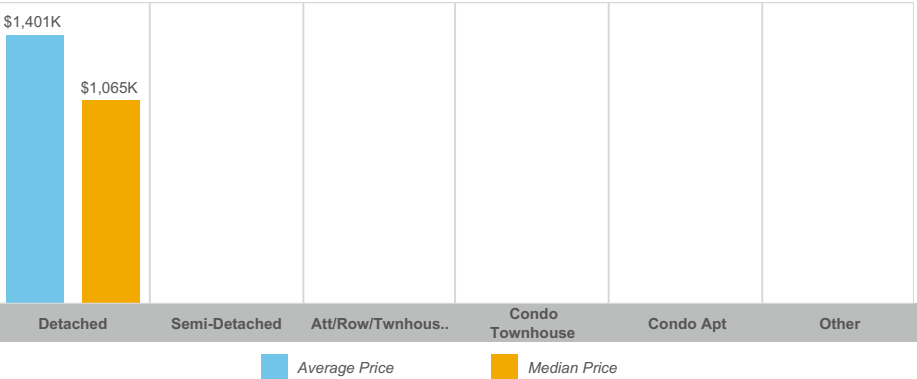 $1,401K
$1,065K
Detached
Semi-Detached
Att/Row/Twnhous..
Condo
Townhouse
Condo Apt
Other
Average Price
Median Price